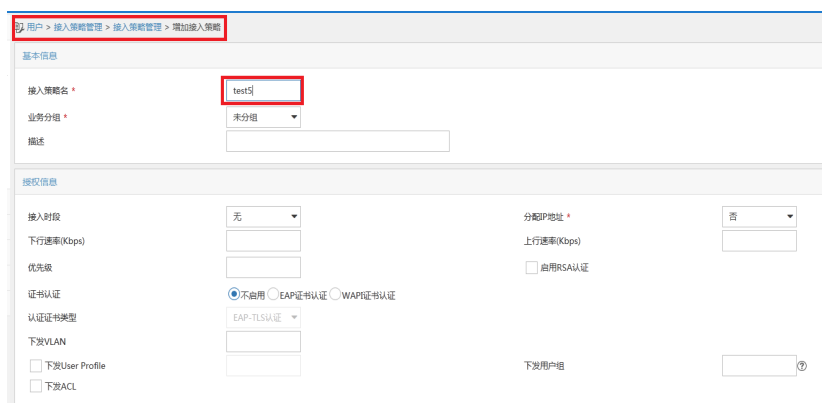 用户 > 接入策略管理 > 接入策略管理 > 增加接入策略
基本信息
接入策略名 * test5
业务分组 * 未分组
描述
授权信息
接入时段 无 分配IP地址 * 否
下行速率(Kbps) 上行速率(Kbps)
优先级 启用RSA认证
证书认证 不启用 EAP证书认证 WAPI证书认证
认证证书类型 EAP-TLS认证
下发VLAN
下发User Profile 下发用户组 ?
下发ACL